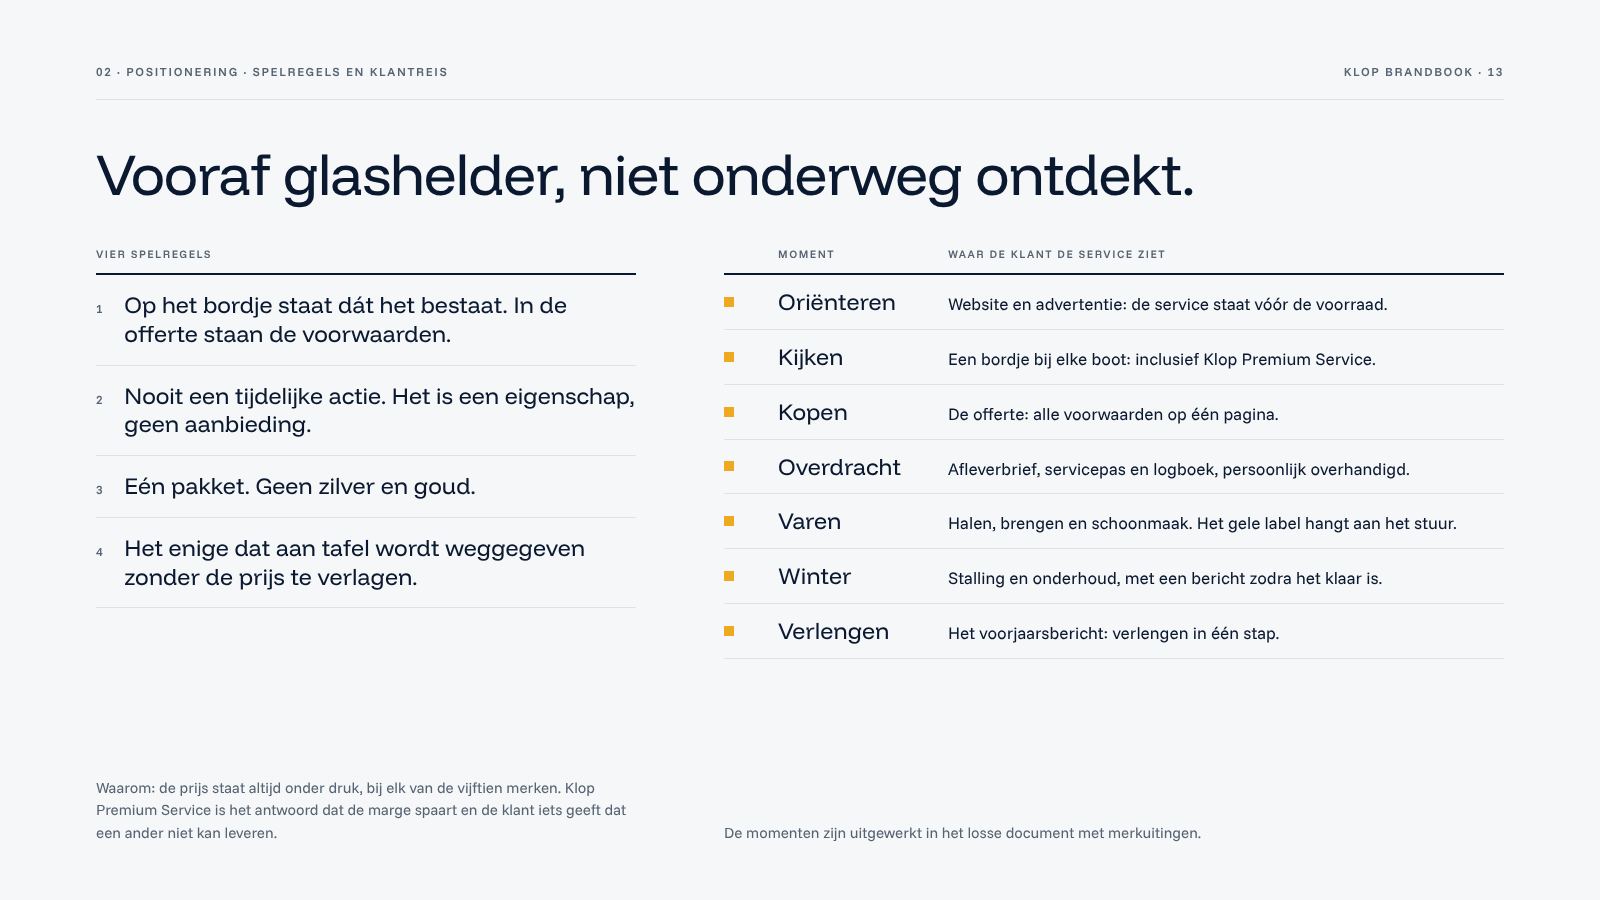 02 · POSITIONERING · SPELREGELS EN KLANTREIS
KLOP BRANDBOOK · 13
Vooraf glashelder, niet onderweg ontdekt.
VIER SPELREGELS
1 Op het bordje staat dát het bestaat. In de
offerte staan de voorwaarden.
2 Nooit een tijdelijke actie. Het is een eigenschap,
geen aanbieding.
3 Eén pakket. Geen zilver en goud.
4 Het enige dat aan tafel wordt weggegeven
zonder de prijs te verlagen.
Waarom: de prijs staat altijd onder druk, bij elk van de vijftien merken. Klop
Premium Service is het antwoord dat de marge spaart en de klant iets geeft dat
een ander niet kan leveren.
MOMENT WAAR DE KLANT DE SERVICE ZIET
Oriënteren Website en advertentie: de service staat vóór de voorraad.
Kijken Een bordje bij elke boot: inclusief Klop Premium Service.
Kopen De offerte: alle voorwaarden op één pagina.
Overdracht Afleverbrief, servicepas en logboek, persoonlijk overhandigd.
Varen Halen, brengen en schoonmaak. Het gele label hangt aan het stuur.
Winter Stalling en onderhoud, met een bericht zodra het klaar is.
Verlengen Het voorjaarsbericht: verlengen in één stap.
De momenten zijn uitgewerkt in het losse document met merkuitingen.